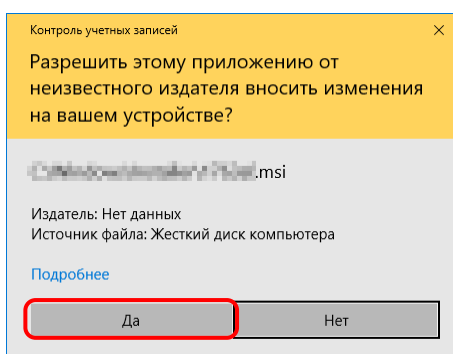 Контроль учетных записей
Разрешить этому приложению от
неизвестного издателя вносить изменения
на вашем устройстве?
.msi
Издатель: Нет данных
Источник файла: Жесткий диск компьютера
Подробнее
Да
Нет